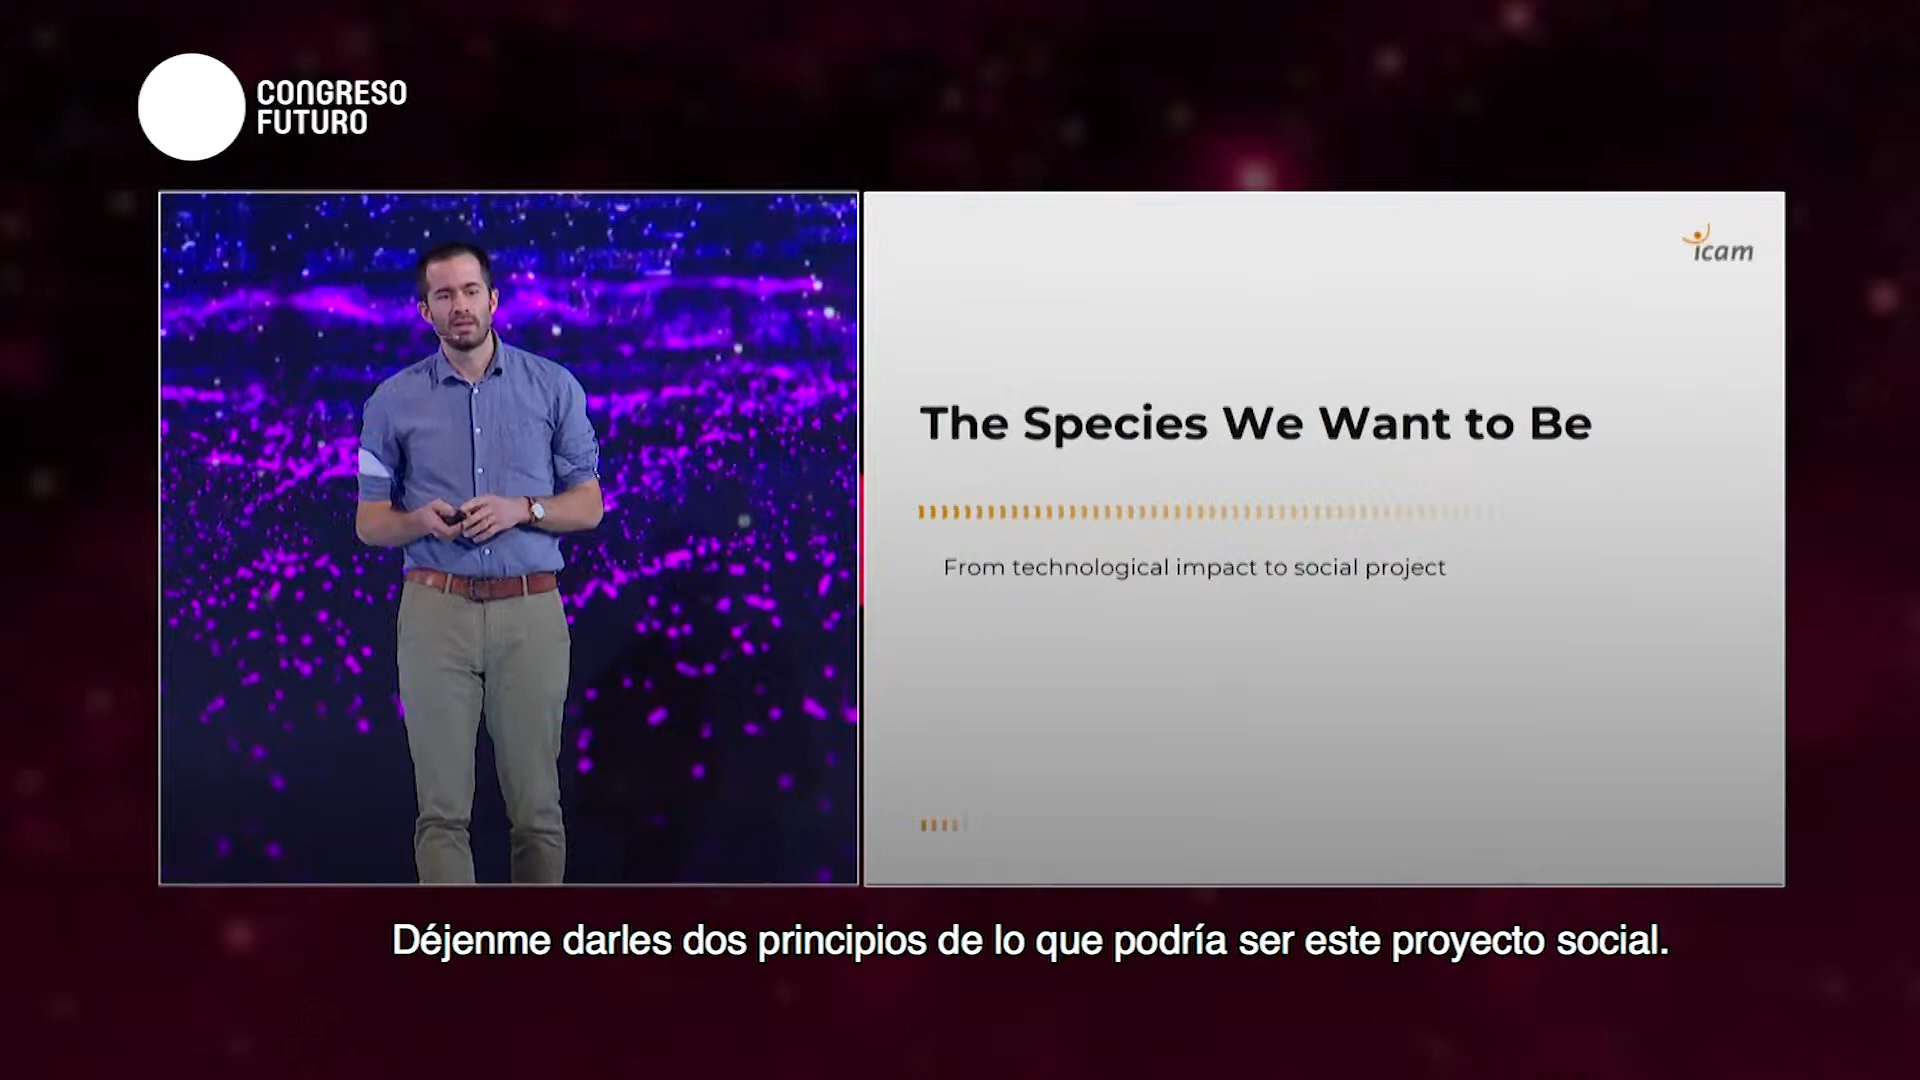 CONGRESO
FUTURO
icam
The Species We Want to Be
From technological impact to social project
Déjenme darles dos principios de lo que podría ser este proyecto social.